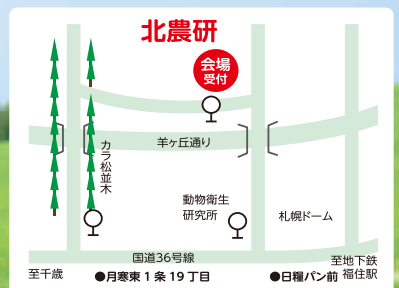 北農研
会場
受付
羊ヶ丘通り
カラ松並木
動物衛生
研究所
札幌ドーム
国道36号線
至地下鉄
福住駅
至千歳
●月寒東1条19丁目
●日糧パン前